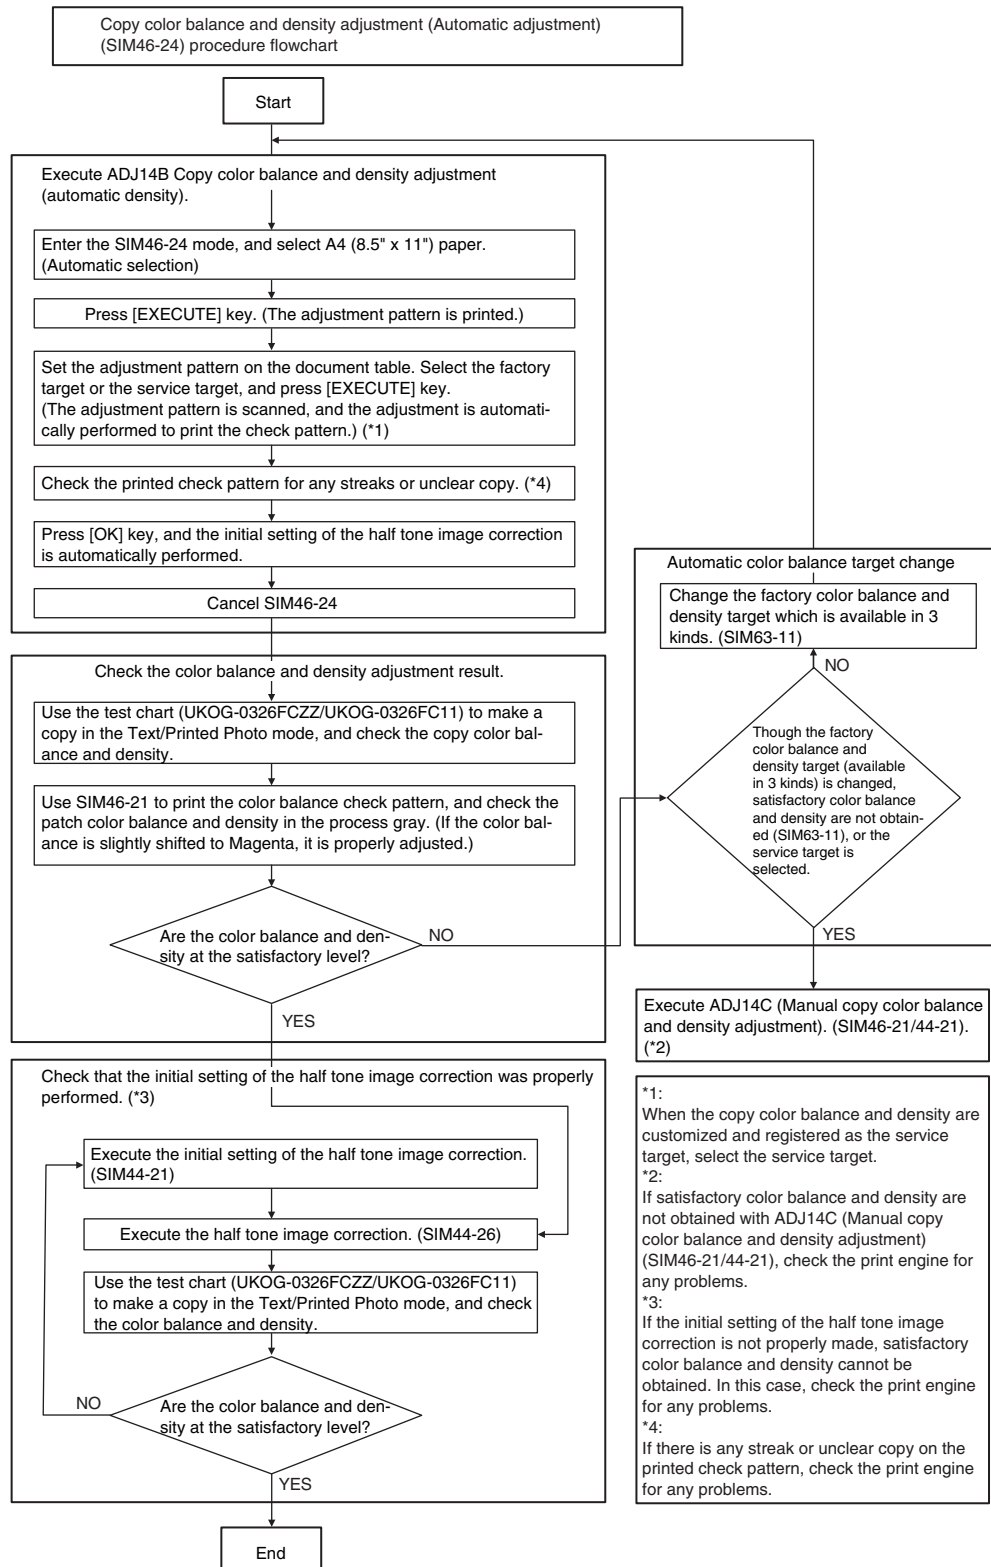 Copy color balance and density adjustment (Automatic adjustment)
(SIM46-24) procedure flowchart
Start
Execute ADJ14B Copy color balance and density adjustment
(automatic density).
Enter the SIM46-24 mode, and select A4 (8.5" x 11") paper.
(Automatic selection)
Press [EXECUTE] key. (The adjustment pattern is printed.)
Set the adjustment pattern on the document table. Select the factory
target or the service target, and press [EXECUTE] key.
(The adjustment pattern is scanned, and the adjustment is automati-
cally performed to print the check pattern.) (*1)
Check the printed check pattern for any streaks or unclear copy. (*4)
Press [OK] key, and the initial setting of the half tone image correction
is automatically performed.
Cancel SIM46-24
Check the color balance and density adjustment result.
Use the test chart (UKOG-0326FCZZ/UKOG-0326FC11) to make a
copy in the Text/Printed Photo mode, and check the copy color bal-
ance and density.
Use SIM46-21 to print the color balance check pattern, and check the
patch color balance and density in the process gray. (If the color bal-
ance is slightly shifted to Magenta, it is properly adjusted.)
Are the color balance and den-
sity at the satisfactory level?
NO
YES
Automatic color balance target change
Change the factory color balance and
density target which is available in 3
kinds. (SIM63-11)
NO
Though the factory
color balance and
density target (available
in 3 kinds) is changed,
satisfactory color balance
and density are not obtain-
ed (SIM63-11), or the
service target is
selected.
YES
Execute ADJ14C (Manual copy color balance
and density adjustment). (SIM46-21/44-21).
(*2)
Check that the initial setting of the half tone image correction was properly
performed. (*3)
Execute the initial setting of the half tone image correction.
(SIM44-21)
Execute the half tone image correction. (SIM44-26)
Use the test chart (UKOG-0326FCZZ/UKOG-0326FC11)
to make a copy in the Text/Printed Photo mode, and check
the color balance and density.
NO
Are the color balance and den-
sity at the satisfactory level?
YES
End
*1:
When the copy color balance and density are
customized and registered as the service
target, select the service target.
*2:
If satisfactory color balance and density are
not obtained with ADJ14C (Manual copy
color balance and density adjustment)
(SIM46-21/44-21), check the print engine for
any problems.
*3:
If the initial setting of the half tone image
correction is not properly made, satisfactory
color balance and density cannot be
obtained. In this case, check the print engine
for any problems.
*4:
If there is any streak or unclear copy on the
printed check pattern, check the print engine
for any problems.